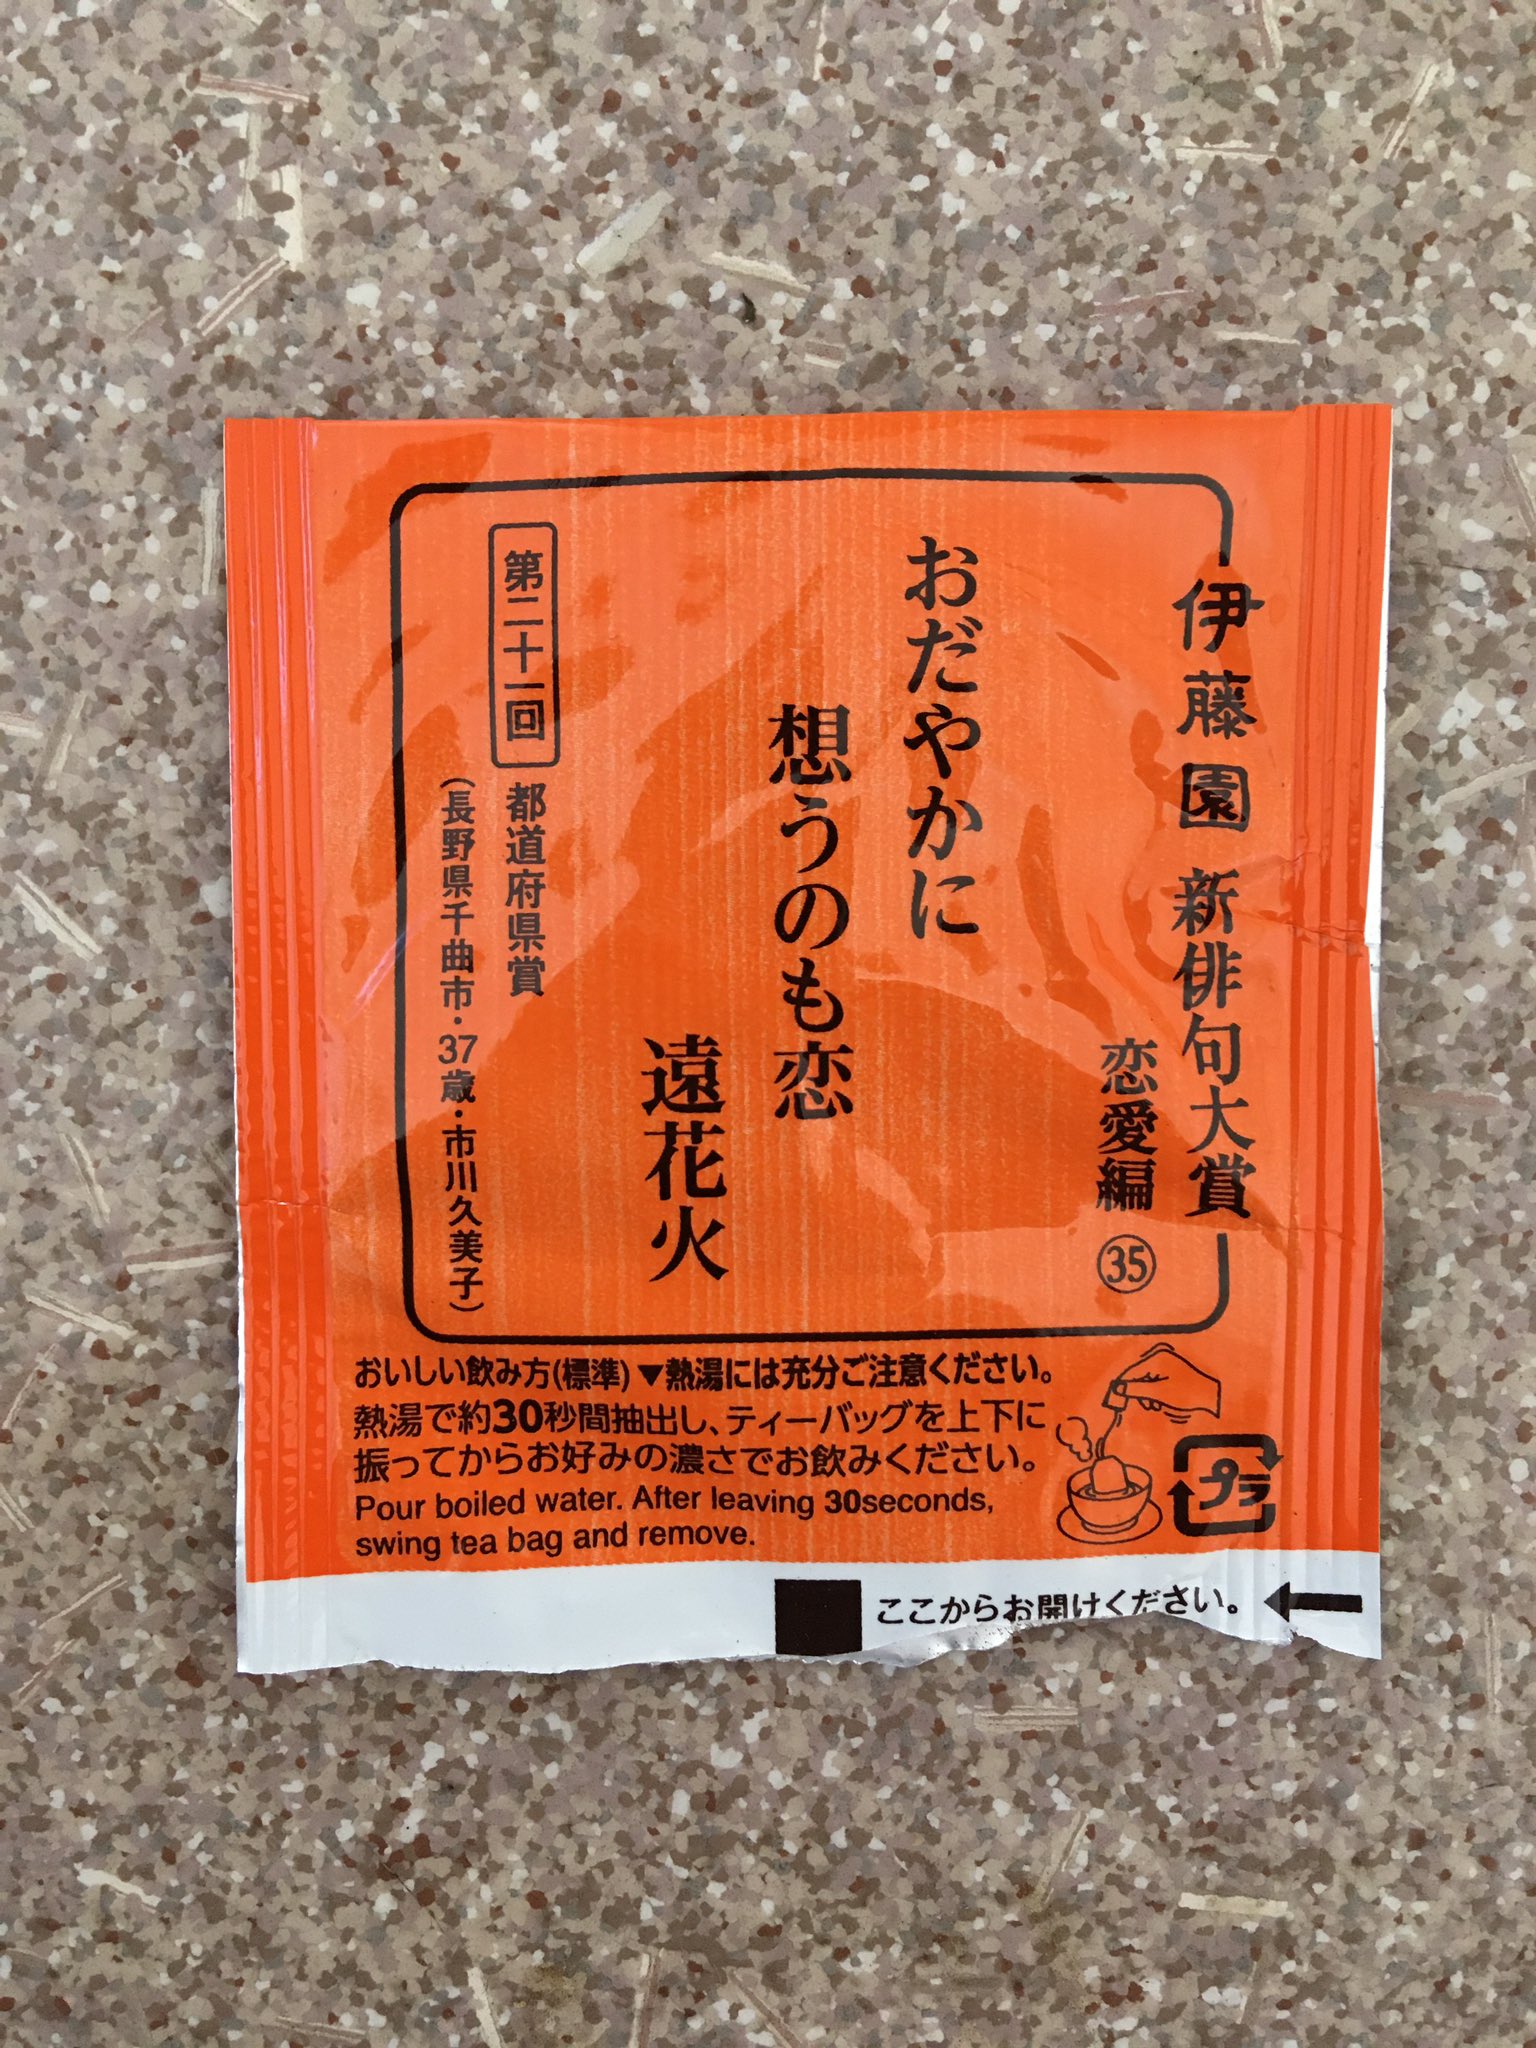 伊藤園 新俳句大賞
恋愛編 ㉟
おだやかに
想うのも恋
遠花火
第二十一回 都道府県賞
(長野県千曲市・37歳・市川久美子)
おいしい飲み方(標準) ▼熱湯には充分ご注意ください。
熱湯で約30秒間抽出し、ティーバッグを上下に
振ってからお好みの濃さでお飲みください。
Pour boiled water. After leaving 30seconds,
swing tea bag and remove.
プラ
ここからお開けください。